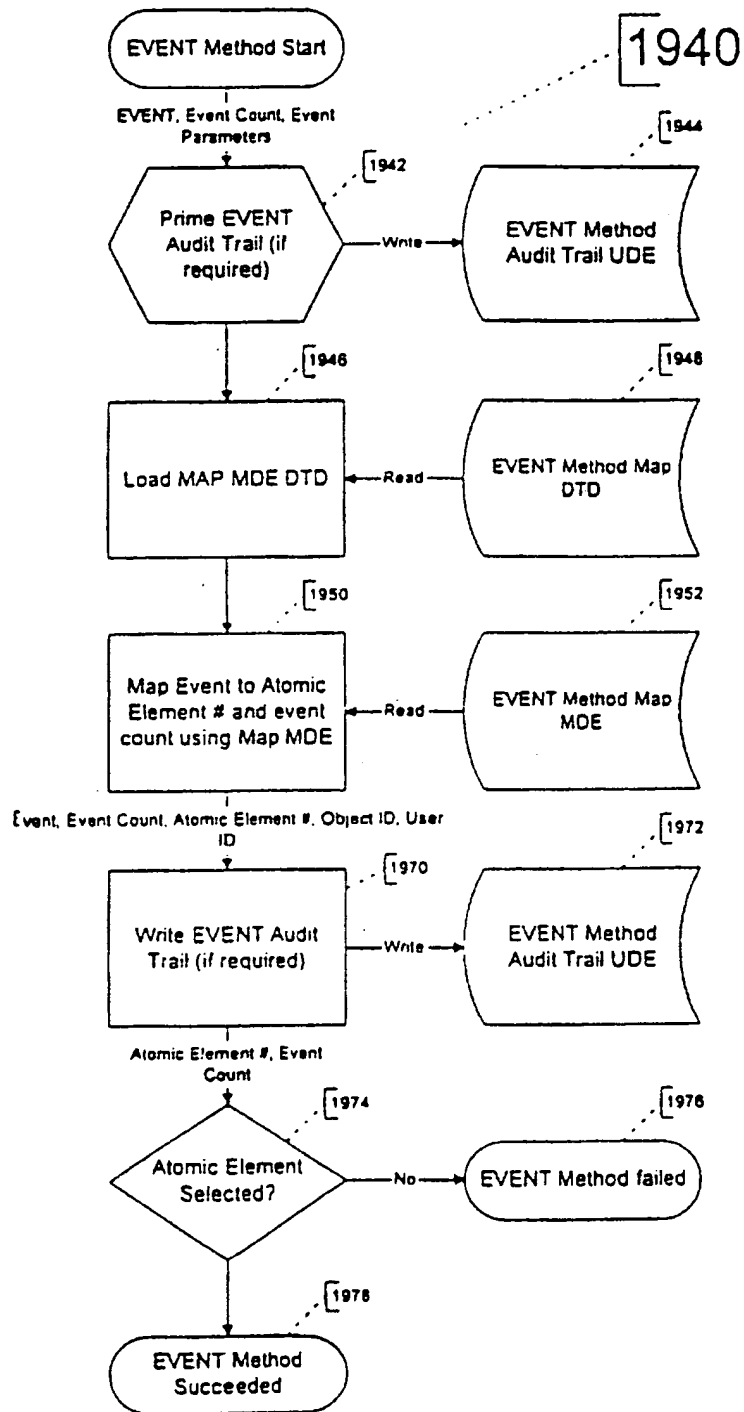 EVENT Method Start
1940
EVENT, Event Count, Event
Parameters
1942
1944
Prime EVENT
Audit Trail (if
required)
Write
EVENT Method
Audit Trail UDE
1946
1948
Load MAP MDE DTD
Read
EVENT Method Map
DTD
1950
1952
Map Event to Atomic
Element # and event
count using Map MDE
Read
EVENT Method Map
MDE
Event, Event Count, Atomic Element #, Object ID, User
ID
1970
1972
Write EVENT Audit
Trail (if required)
Write
EVENT Method
Audit Trail UDE
Atomic Element #, Event
Count
1974
1976
Atomic Element
Selected?
No
EVENT Method failed
1978
EVENT Method
Succeeded